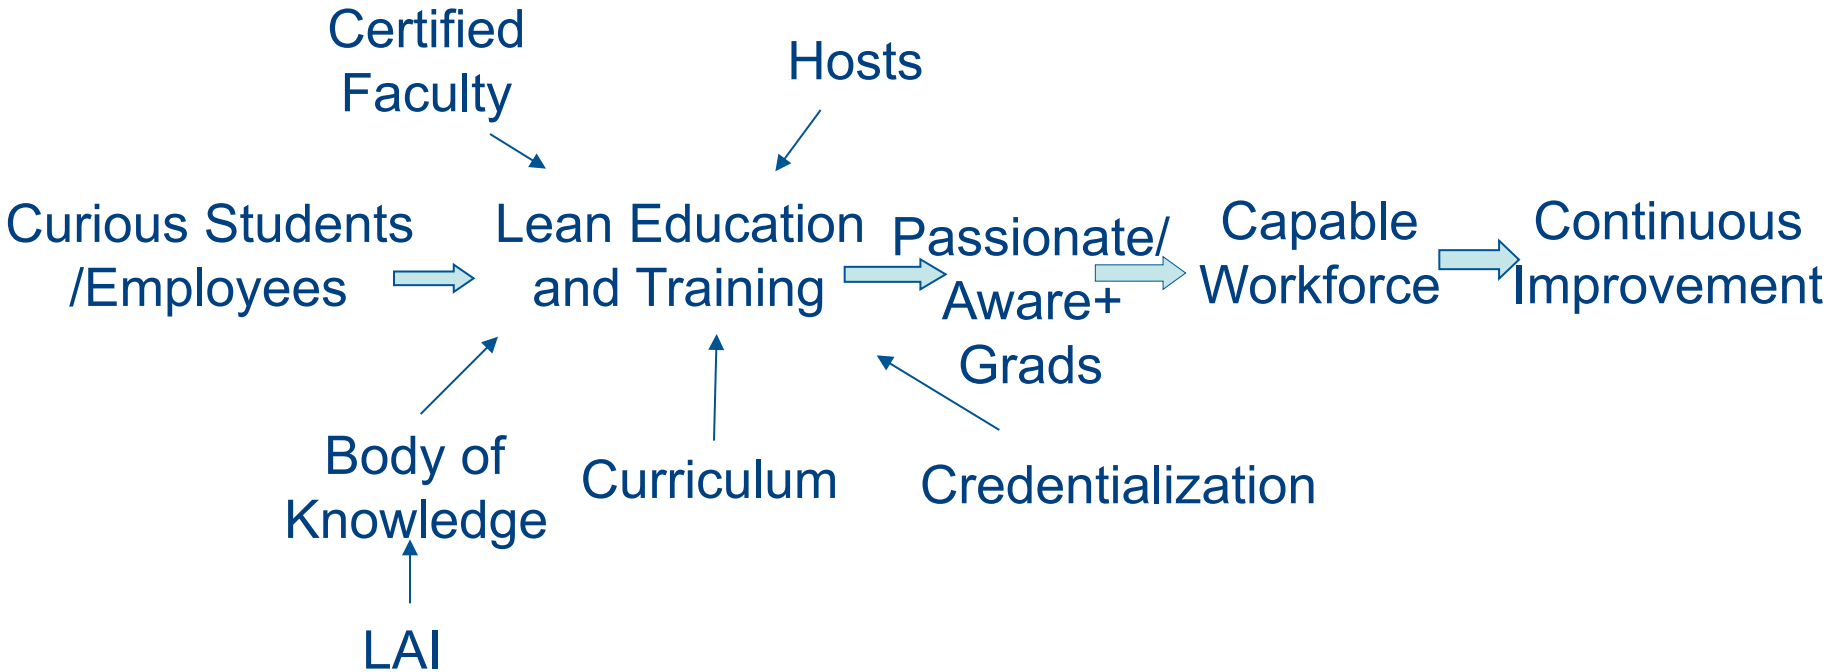 Certified
Faculty
Hosts
Curious Students
/Employees
Lean Education
and Training
Passionate/
Aware+
Grads
Capable
Workforce
Continuous
Improvement
Body of
Knowledge
Curriculum
Credentialization
LAI